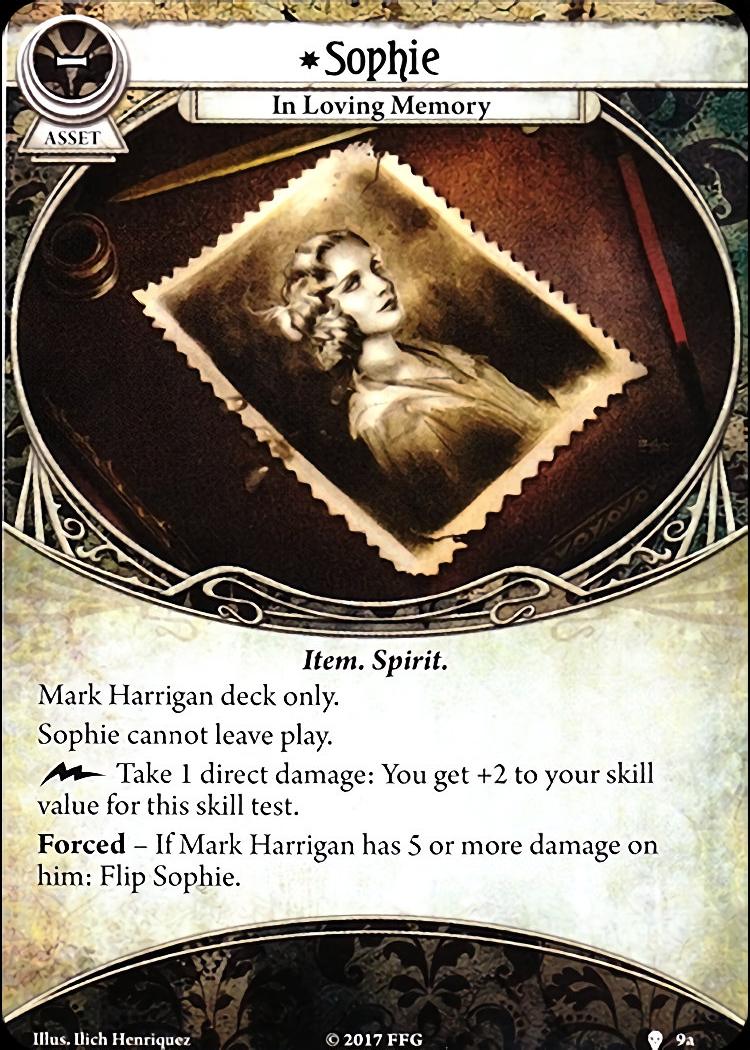 Sophie
In Loving Memory
ASSET
Item. Spirit.
Mark Harrigan deck only.
Sophie cannot leave play.
Take 1 direct damage: You get +2 to your skill
value for this skill test.
Forced – If Mark Harrigan has 5 or more damage on
him: Flip Sophie.
Illus. Ilich Henriquez
© 2017 FFG
9a